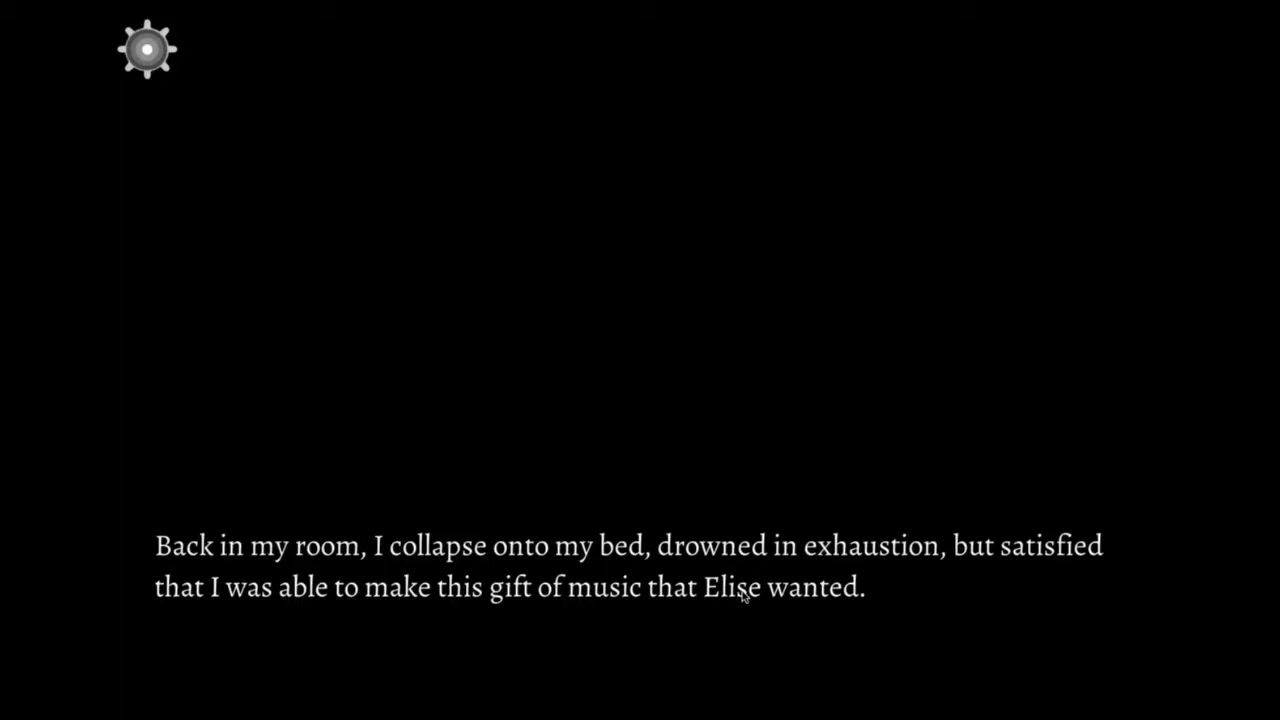 Back in my room, I collapse onto my bed, drowned in exhaustion, but satisfied
that I was able to make this gift of music that Elise wanted.